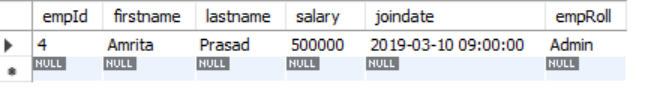 empId firstname lastname salary joindate empRoll
4 Amrita Prasad 500000 2019-03-10 09:00:00 Admin
NULL NULL NULL NULL NULL NULL